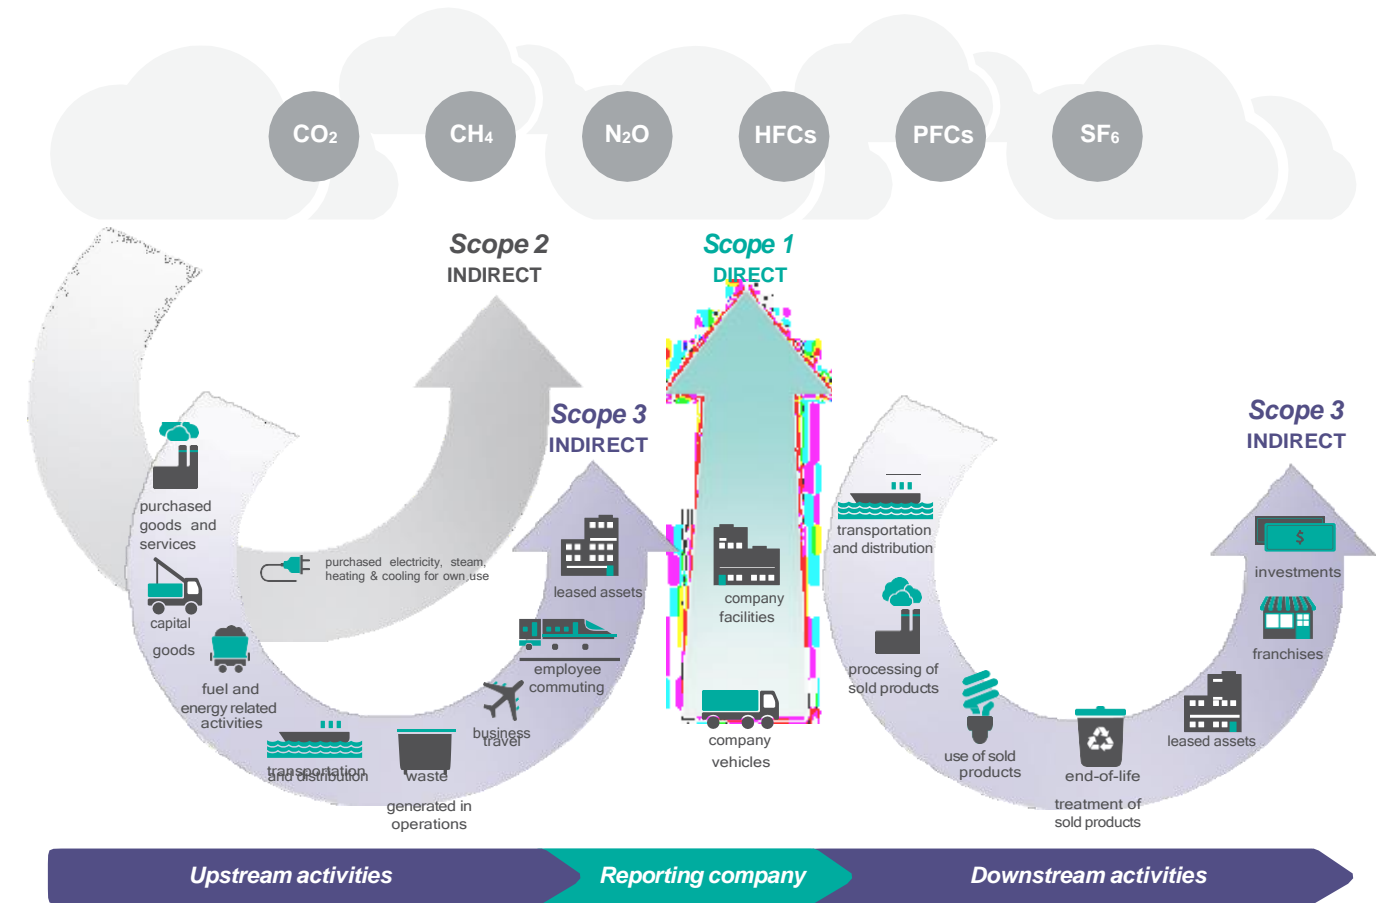 CO₂
CH₄
N₂O
HFCs
PFCs
SF₆
Scope 2
INDIRECT
Scope 1
DIRECT
Scope 3
INDIRECT
Scope 3
INDIRECT
purchased
goods and
services
capital
goods
fuel and
energy related
activities
transportation
and distribution
waste
generated in
operations
business
travel
employee
commuting
leased assets
purchased electricity, steam,
heating & cooling for own use
company
facilities
company
vehicles
transportation
and distribution
processing of
sold products
use of sold
products
end-of-life
treatment of
sold products
leased assets
franchises
$
investments
Upstream activities
Reporting company
Downstream activities